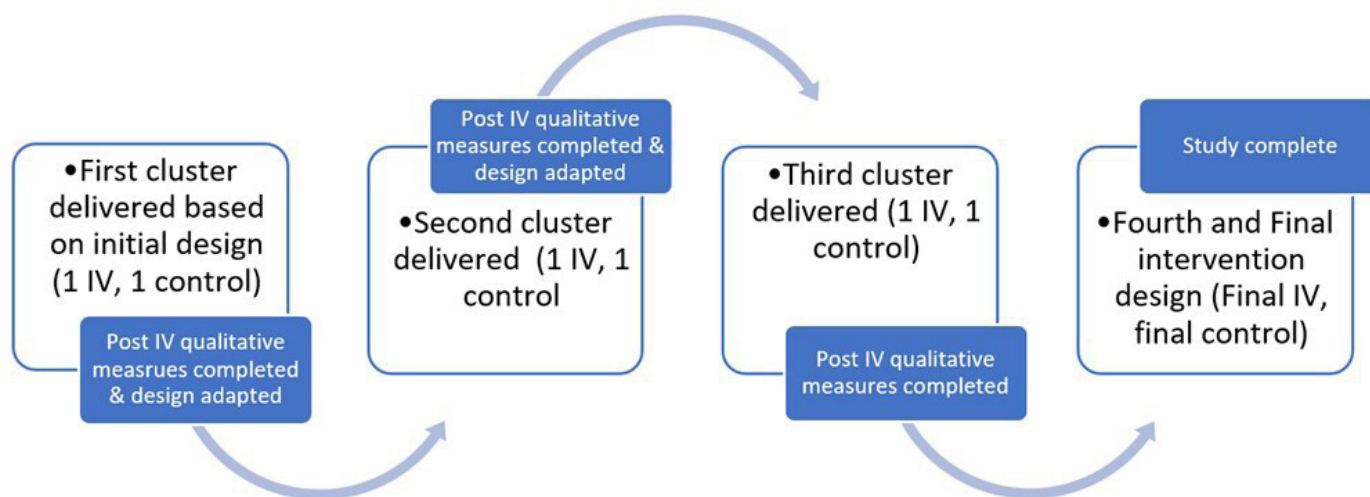 •First cluster
delivered based
on initial design
(1 IV, 1 control)
Post IV qualitative
measrues completed
& design adapted
Post IV qualitative
measures completed &
design adapted
•Second cluster
delivered (1 IV, 1
control
•Third cluster
delivered (1 IV, 1
control)
Post IV qualitative
measures completed
Study complete
•Fourth and Final
intervention
design (Final IV,
final control)